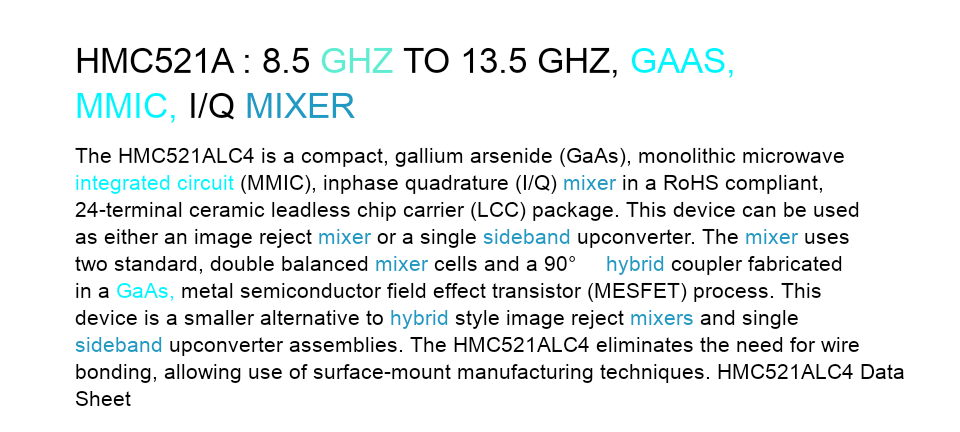 HMC521A : 8.5 GHZ TO 13.5 GHZ, GAAS,
MMIC, I/Q MIXER
The HMC521ALC4 is a compact, gallium arsenide (GaAs), monolithic microwave
integrated circuit (MMIC), inphase quadrature (I/Q) mixer in a RoHS compliant,
24-terminal ceramic leadless chip carrier (LCC) package. This device can be used
as either an image reject mixer or a single sideband upconverter. The mixer uses
two standard, double balanced mixer cells and a 90° hybrid coupler fabricated
in a GaAs, metal semiconductor field effect transistor (MESFET) process. This
device is a smaller alternative to hybrid style image reject mixers and single
sideband upconverter assemblies. The HMC521ALC4 eliminates the need for wire
bonding, allowing use of surface-mount manufacturing techniques. HMC521ALC4 Data
Sheet